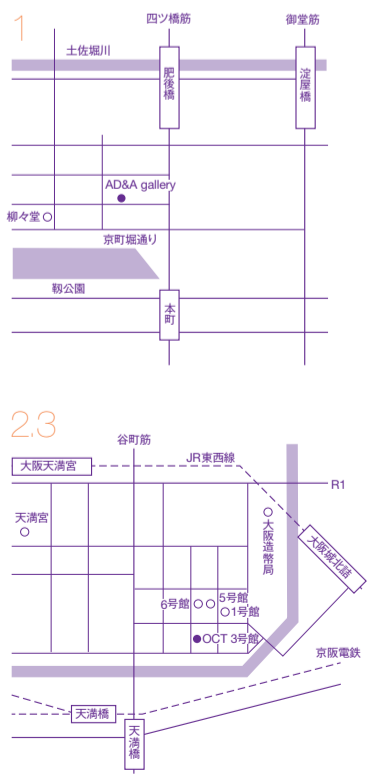 1
四ツ橋筋
御堂筋
土佐堀川
肥後橋
淀屋橋
AD&A gallery
柳々堂
京町堀通り
靱公園
本町
2,3
谷町筋
大阪天満宮
JR東西線
R1
天満宮
大阪造幣局
大阪城北詰
5号館
6号館
1号館
OCT 3号館
京阪電鉄
天満橋
天満橋